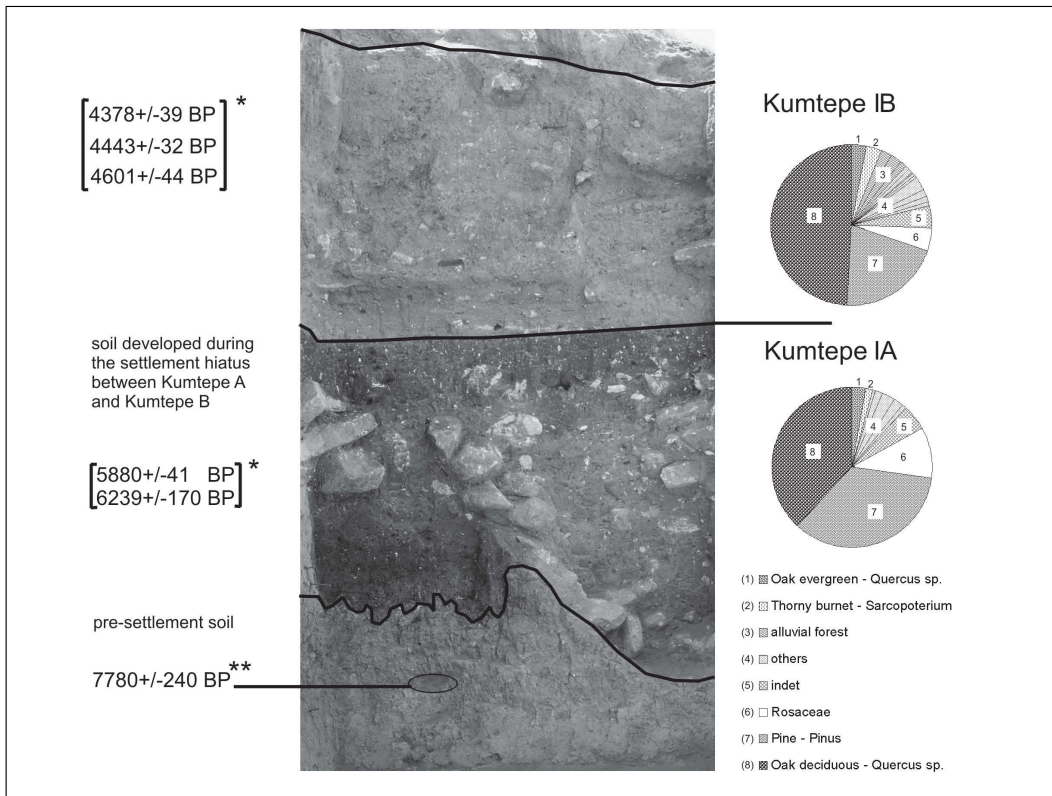 4378+/-39 BP *
4443+/-32 BP
4601+/-44 BP
soil developed during
the settlement hiatus
between Kumtepe A
and Kumtepe B
5880+/-41 BP *
6239+/-170 BP
pre-settlement soil
7780+/-240 BP**
Kumtepe IB
1
2
3
4
5
6
7
8
Kumtepe IA
1
2
4
5
6
7
8
(1) Oak evergreen - Quercus sp.
(2) Thorny burnet - Sarcopoterium
(3) alluvial forest
(4) others
(5) indet
(6) Rosaceae
(7) Pine - Pinus
(8) Oak deciduous - Quercus sp.